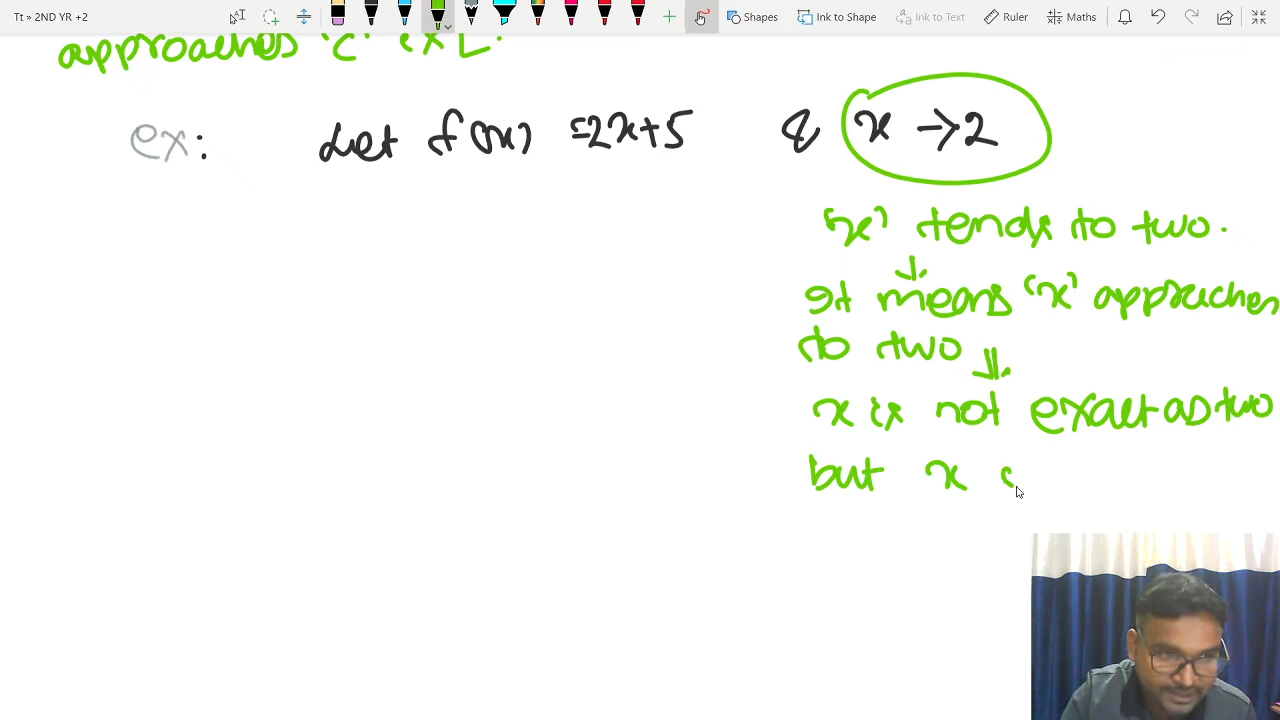 Tt » 2ND YR +2
Shapes
Ink to Shape
Ink to Text
Ruler
Maths
approaches 'c' is L.
ex: Let f(x) =2x+5 & x →2
'x' tends to two.
It means 'x' approaches
to two
x is not exact as two
but x